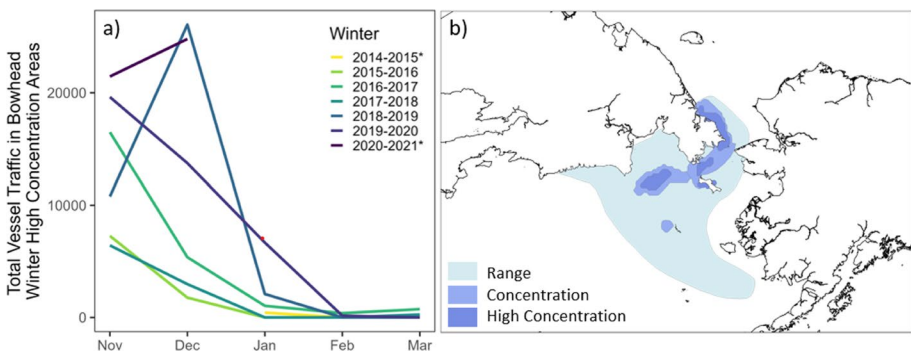 a)
Total Vessel Traffic in Bowhead
Winter High Concentration Areas
20000
10000
0
Nov Dec Jan Feb Mar
Winter
2014-2015*
2015-2016
2016-2017
2017-2018
2018-2019
2019-2020
2020-2021*
b)
Range
Concentration
High Concentration